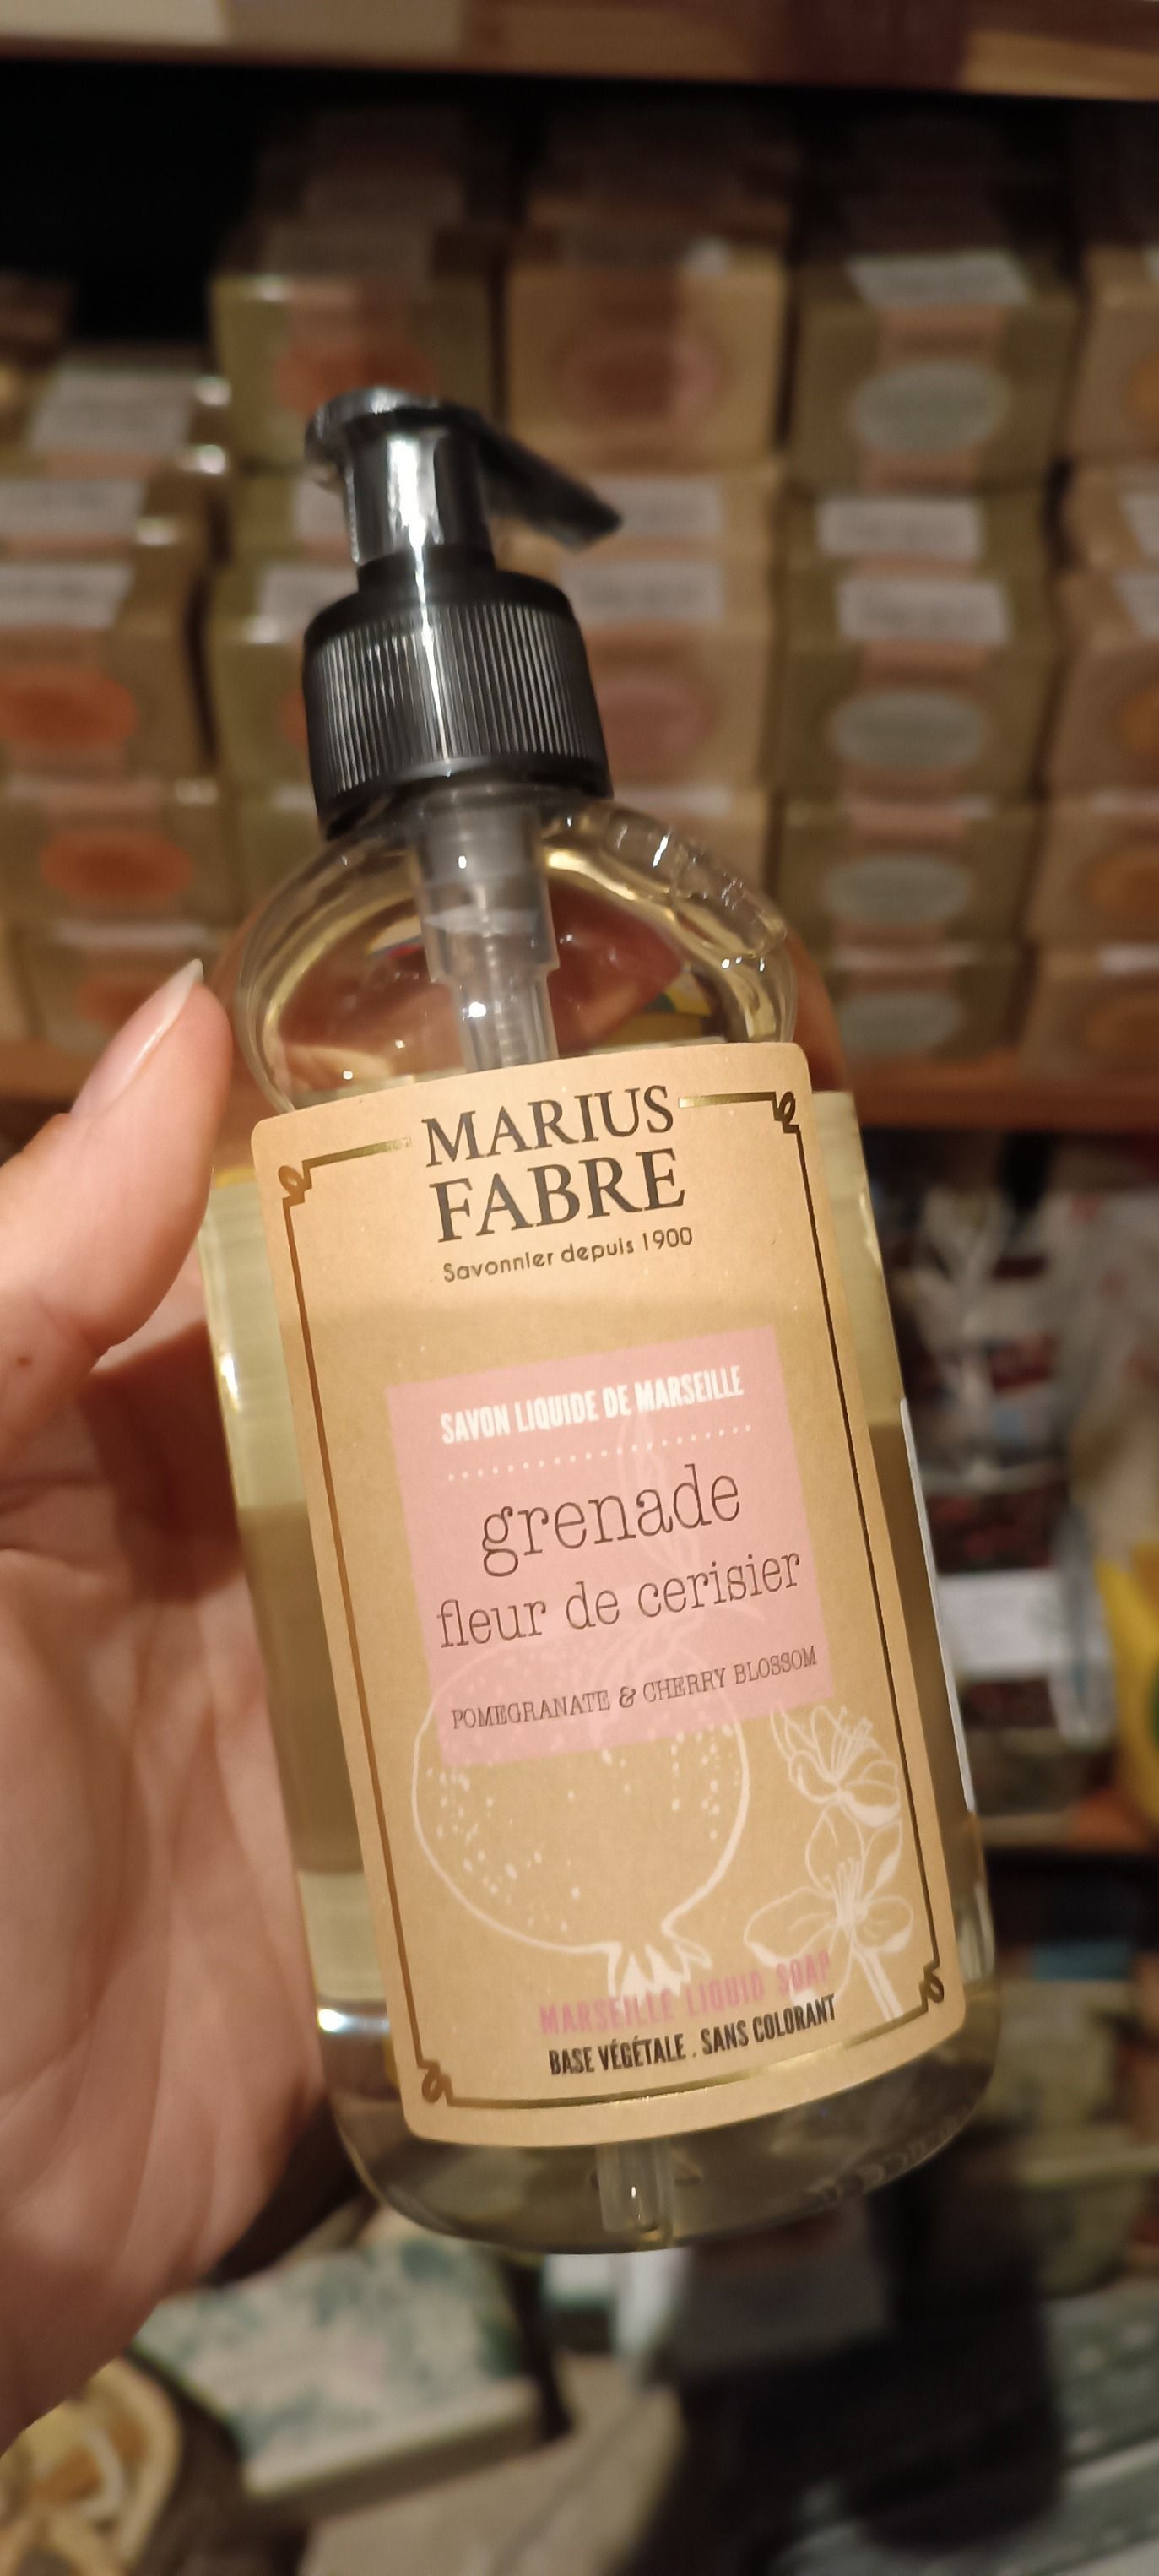 MARIUS
FABRE
Savonnier depuis 1900
SAVON LIQUIDE DE MARSEILLE
grenade
fleur de cerisier
POMEGRANATE & CHERRY BLOSSOM
MARSEILLE LIQUID SOAP
BASE VÉGÉTALE . SANS COLORANT